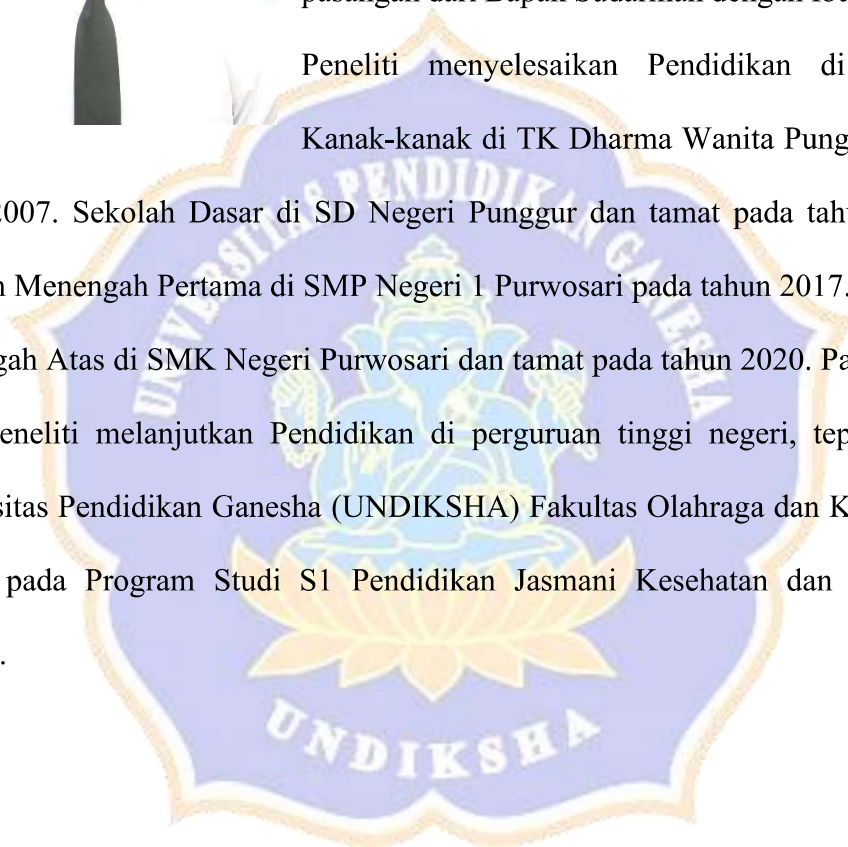 Peneliti menyelesaikan Pendidikan di
Kanak-kanak di TK Dharma Wanita
2007. Sekolah Dasar di SD Negeri Punggur dan tamat pada
Menengah Pertama di SMP Negeri 1 Purwosari pada tahun 2017.
Atas di SMK Negeri Purwosari dan tamat pada tahun 2020.
melanjutkan Pendidikan di perguruan tinggi negeri,
Pendidikan Ganesha (UNDIKSHA) Fakultas Olahraga dan
pada Program Studi S1 Pendidikan Jasmani Kesehatan dan
.
UNIVERSITAS PENDIDIKAN GANESHA
UNDIKSHA